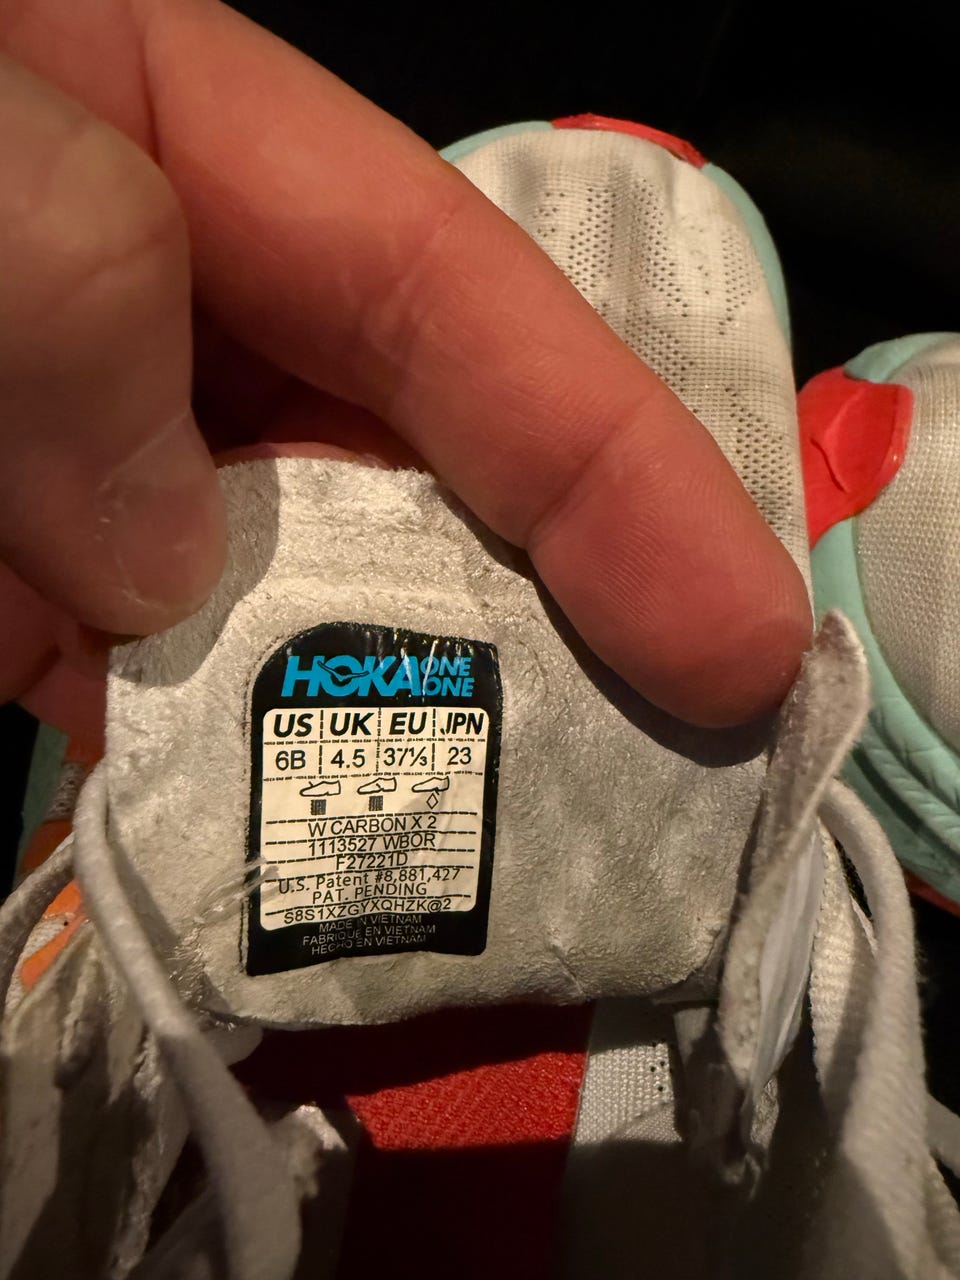 HOKA ONE ONE
US UK EU JPN
6B 4.5 37⅓ 23
W CARBON X 2
1113527 WBOR
F27221D
U.S. Patent #8,881,427
PAT. PENDING
S8S1XZGYXQHZK@2
MADE IN VIETNAM
FABRIQUE EN VIETNAM
HECHO EN VIETNAM